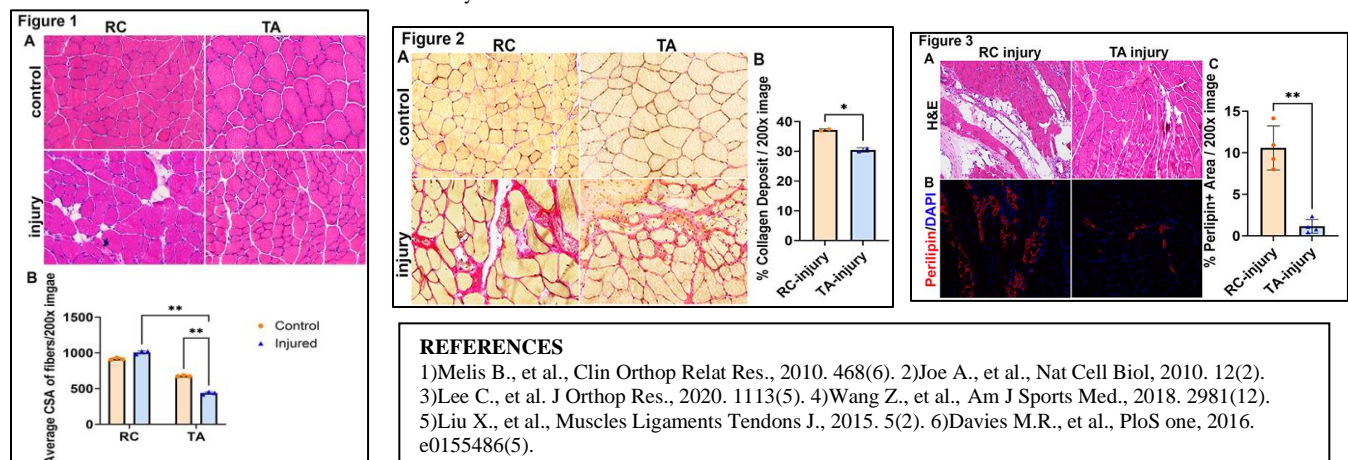 Figure 1
RC TA
A
control
injury
B
Average CSA of fibers/200x imgae
1500
1000
500
0
**
**
Control
Injured
RC TA
Figure 2
RC TA
A
control
injury
B
% Collagen Deposit / 200x image
40
30
20
10
0
*
RC-injury
TA-injury
Figure 3
RC injury TA injury
A
H&E
B
Perilipin/DAPI
C
% Perilipin+ Area / 200x image
15
10
5
0
**
RC-injury
TA-injury
REFERENCES
1)Melis B., et al., Clin Orthop Relat Res., 2010. 468(6). 2)Joe A., et al., Nat Cell Biol, 2010. 12(2).
3)Lee C., et al. J Orthop Res., 2020. 1113(5). 4)Wang Z., et al., Am J Sports Med., 2018. 2981(12).
5)Liu X., et al., Muscles Ligaments Tendons J., 2015. 5(2). 6)Davies M.R., et al., PloS one, 2016.
e0155486(5).